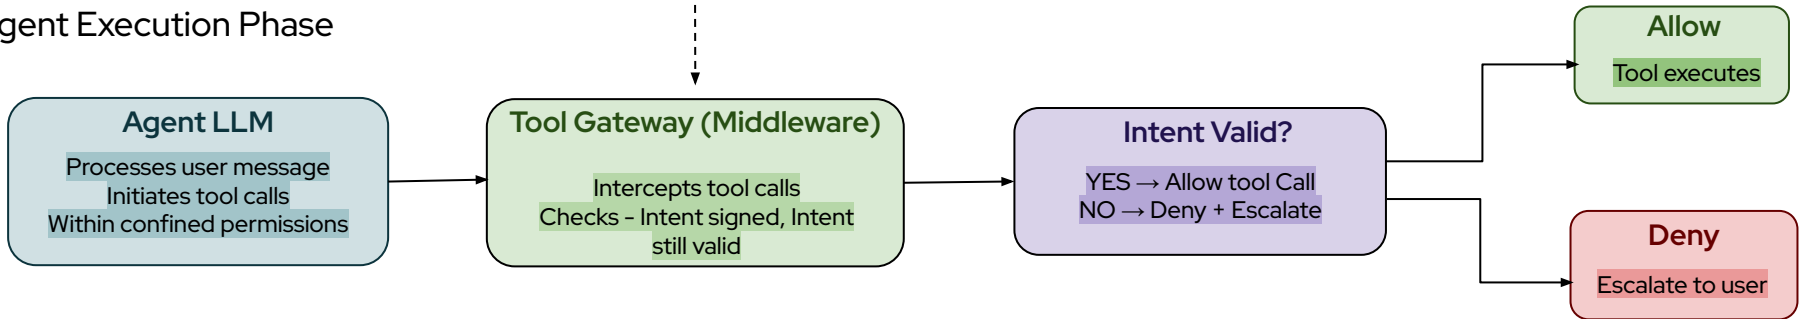 gent Execution Phase
Agent LLM
Processes user message
Initiates tool calls
Within confined permissions
Tool Gateway (Middleware)
Intercepts tool calls
Checks - Intent signed, Intent
still valid
Intent Valid?
YES → Allow tool Call
NO → Deny + Escalate
Allow
Tool executes
Deny
Escalate to user